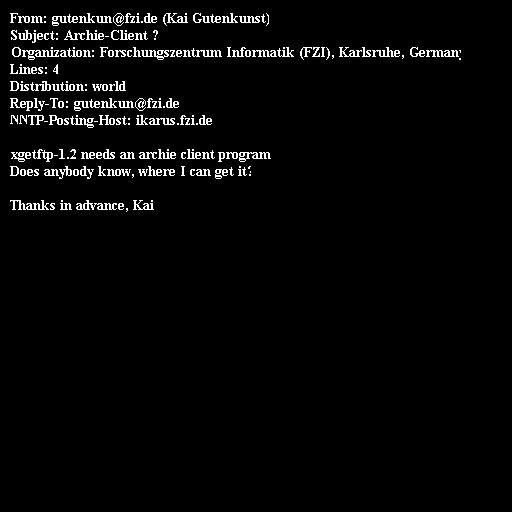 From: gutenkun@fzi.de (Kai Gutenkunst)
Subject: Archie-Client ?
Organization: Forschungszentrum Informatik (FZI), Karlsruhe, Germany
Lines: 4
Distribution: world
Reply-To: gutenkun@fzi.de
NNTP-Posting-Host: ikarus.fzi.de
xgetftp-1.2 needs an archie client program
Does anybody know, where I can get it?
Thanks in advance, Kai